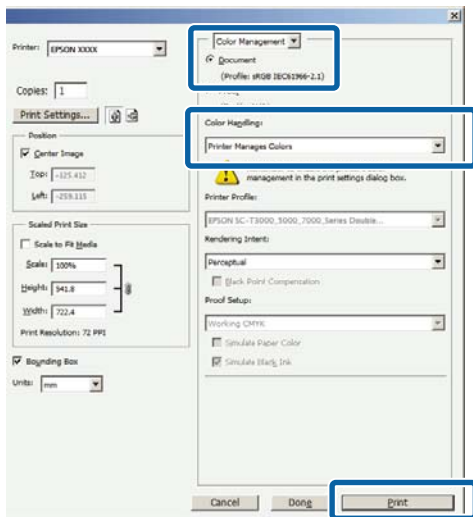 Printer: EPSON XXXX
Copies: 1
Print Settings...
Position
Center Image
Top: -125.412
Left: -259.115
Scaled Print Size
Scale to Fit Media
Scale: 100%
Height: 541.8
Width: 722.4
Print Resolution: 72 PPI
Bounding Box
Units: mm
Color Management
Document
(Profile: sRGB IEC61966-2.1)
Color Handling:
Printer Manages Colors
management in the print settings dialog box.
Printer Profile:
EPSON SC-T3000_5000_7000_Series Double...
Rendering Intent:
Perceptual
Black Point Compensation
Proof Setup:
Working CMYK
Simulate Paper Color
Simulate Black Ink
Cancel
Done
Print